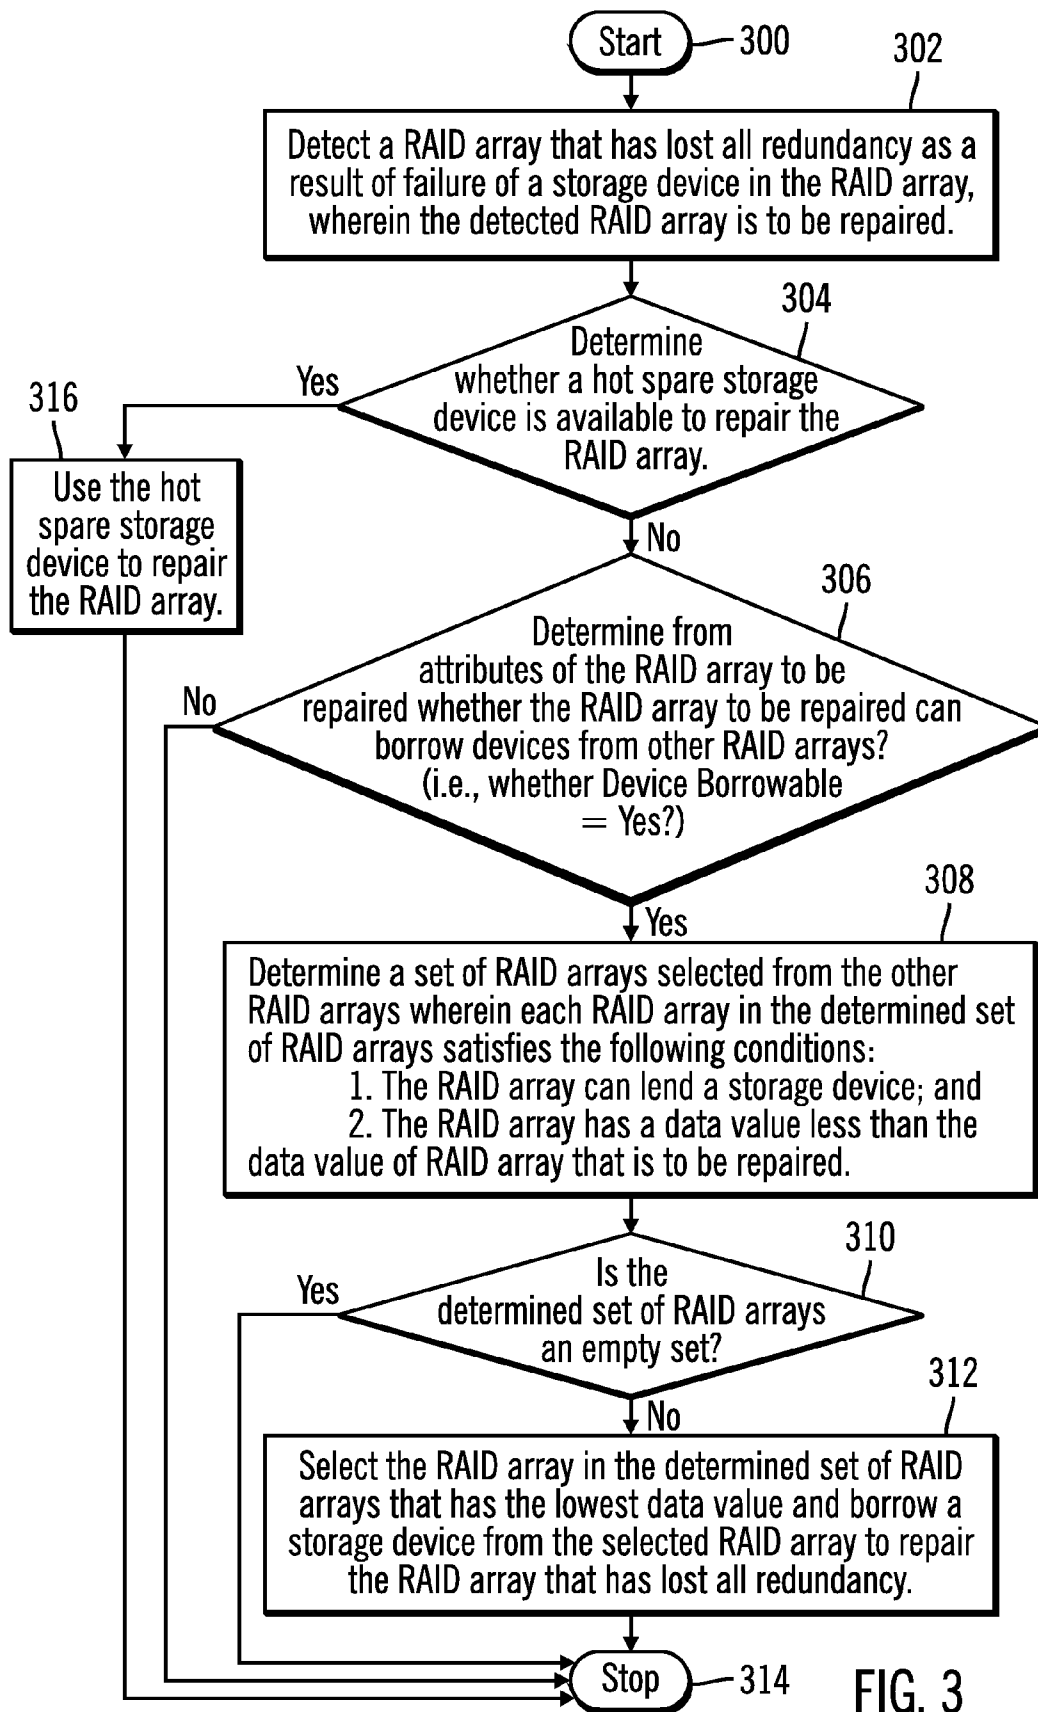 Start
300
302
Detect a RAID array that has lost all redundancy as a
result of failure of a storage device in the RAID array,
wherein the detected RAID array is to be repaired.
304
Determine
whether a hot spare storage
device is available to repair the
RAID array.
Yes
316
Use the hot
spare storage
device to repair
the RAID array.
No
306
Determine from
attributes of the RAID array to be
repaired whether the RAID array to be repaired can
borrow devices from other RAID arrays?
(i.e., whether Device Borrowable
= Yes?)
No
Yes
308
Determine a set of RAID arrays selected from the other
RAID arrays wherein each RAID array in the determined set
of RAID arrays satisfies the following conditions:
1. The RAID array can lend a storage device; and
2. The RAID array has a data value less than the
data value of RAID array that is to be repaired.
310
Is the
determined set of RAID arrays
an empty set?
Yes
No
312
Select the RAID array in the determined set of RAID
arrays that has the lowest data value and borrow a
storage device from the selected RAID array to repair
the RAID array that has lost all redundancy.
Stop
314
FIG. 3